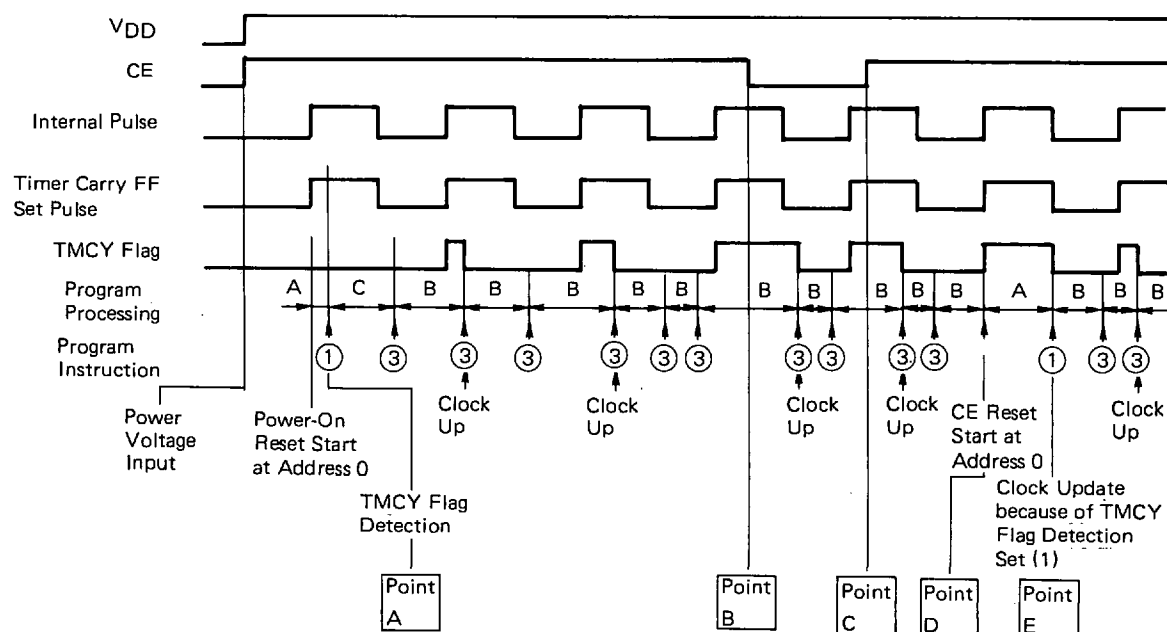 VDD
CE
Internal Pulse
Timer Carry FF
Set Pulse
TMCY Flag
Program
Processing
A C B B B B B B B B B B A B B B
Program
Instruction
① ③ ③ ③ ③ ③ ③ ③ ③ ③ ③ ① ③ ③
Power
Voltage
Input
Power-On
Reset Start
at Address 0
Clock
Up
Clock
Up
Clock
Up
Clock
Up
CE Reset
Start at
Address 0
Clock
Up
TMCY Flag
Detection
Clock Update
because of TMCY
Flag Detection
Set (1)
Point
A
Point
B
Point
C
Point
D
Point
E